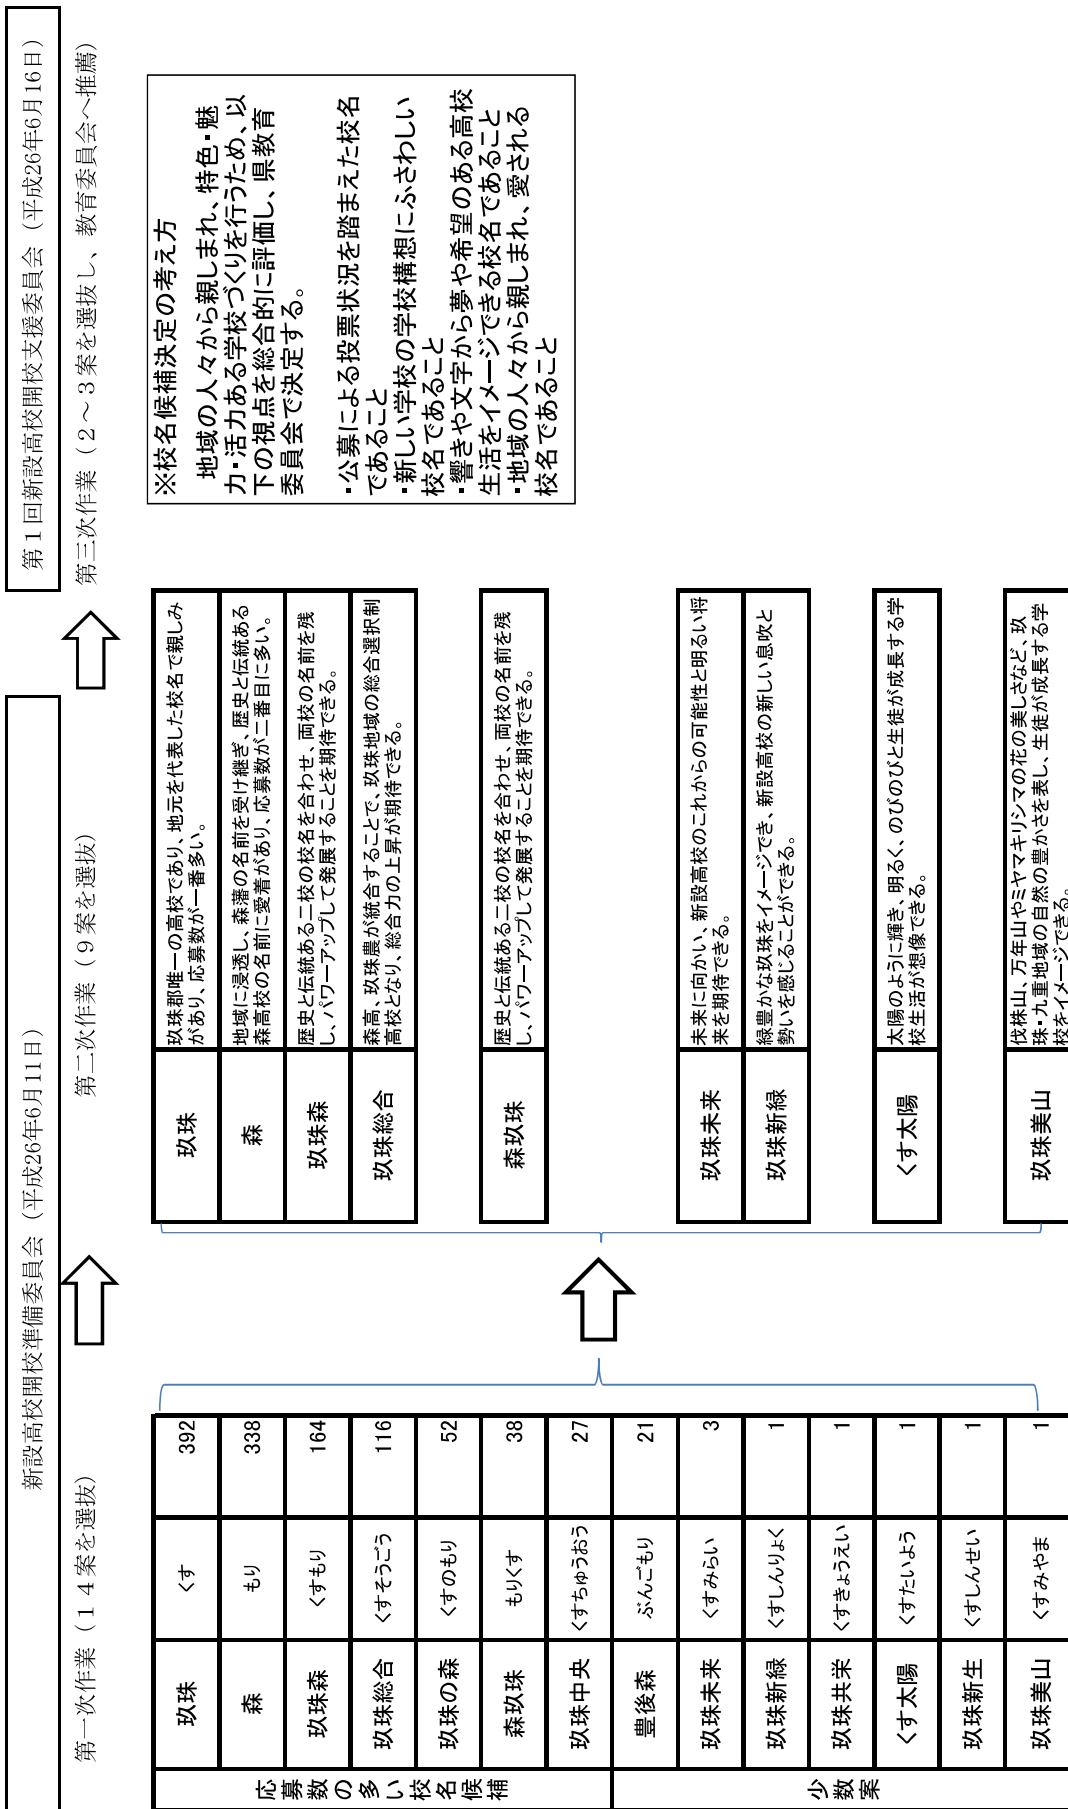 新設高校開校準備委員会（平成26年6月11日）
第１回新設高校開校支援委員会（平成26年6月16日）
第一次作業（１４案を選抜）
第二次作業（９案を選抜）
第三次作業（２～３案を選抜し、教育委員会へ推薦）
応募数の多い校名候補
玖珠 くす 392
森 もり 338
玖珠森 くすもり 164
玖珠総合 くすそうごう 116
玖珠の森 くすのもり 52
森玖珠 もりくす 38
玖珠中央 くすちゅうおう 27
少数案
豊後森 ぶんごもり 21
玖珠未来 くすみらい 3
玖珠新緑 くすしんりょく 1
玖珠共栄 くすきょうえい 1
くす太陽 くすたいよう 1
玖珠新生 くすしんせい 1
玖珠美山 くすみやま 1
玖珠
玖珠郡唯一の高校であり、地元を代表した校名で親しみ
があり、応募数が一番多い。
森
地域に浸透し、森藩の名前を受け継ぎ、歴史と伝統ある
森高校の名前に愛着があり、応募数が二番目に多い。
玖珠森
歴史と伝統ある二校の校名を合わせ、両校の名前を残
し、パワーアップして発展することを期待できる。
玖珠総合
森高、玖珠農が統合することで、玖珠地域の総合選択制
高校となり、総合力の上昇が期待できる。
森玖珠
歴史と伝統ある二校の校名を合わせ、両校の名前を残
し、パワーアップして発展することを期待できる。
玖珠未来
未来に向かい、新設高校のこれからの可能性と明るい将
来を期待できる。
玖珠新緑
緑豊かな玖珠をイメージでき、新設高校の新しい息吹と
勢いを感じることができる。
くす太陽
太陽のように輝き、明るく、のびのびと生徒が成長する学
校生活が想像できる。
玖珠美山
伐株山、万年山やミヤマキリシマの花の美しさなど、玖
珠・九重地域の自然の豊かさを表し、生徒が成長する学
校をイメージできる。
※校名候補決定の考え方
地域の人々から親しまれ、特色・魅
力・活力ある学校づくりを行うため、以
下の視点を総合的に評価し、県教育
委員会で決定する。
・公募による投票状況を踏まえた校名
であること
・新しい学校の学校構想にふさわしい
校名であること
・響きや文字から夢や希望のある高校
生活をイメージできる校名であること
・地域の人々から親しまれ、愛される
校名であること